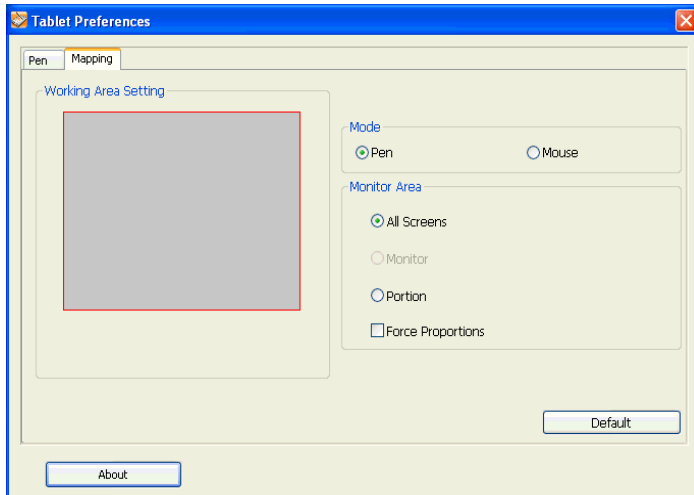 Tablet Preferences
Pen
Mapping
Working Area Setting
Mode
Pen
Mouse
Monitor Area
All Screens
Monitor
Portion
Force Proportions
Default
About